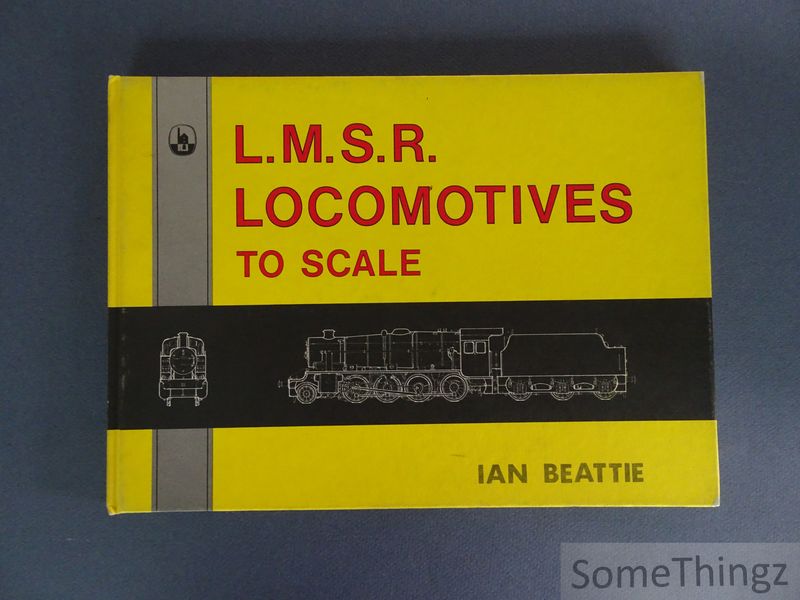 L.M.S.R.
LOCOMOTIVES
TO SCALE
IAN BEATTIE
SomeThingz